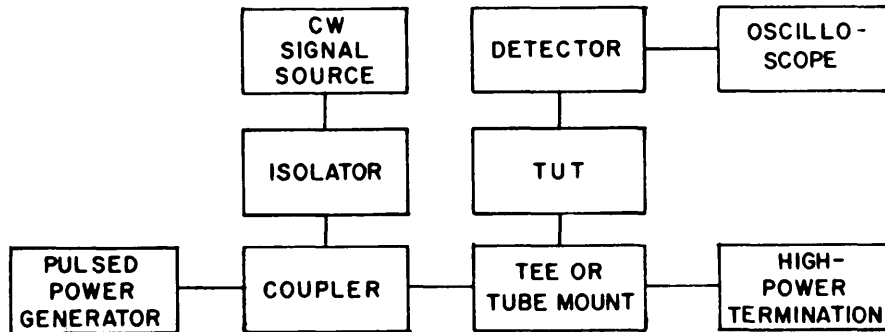 CW
SIGNAL
SOURCE
DETECTOR
OSCILLO-
SCOPE
ISOLATOR
TUT
PULSED
POWER
GENERATOR
COUPLER
TEE OR
TUBE MOUNT
HIGH-
POWER
TERMINATION